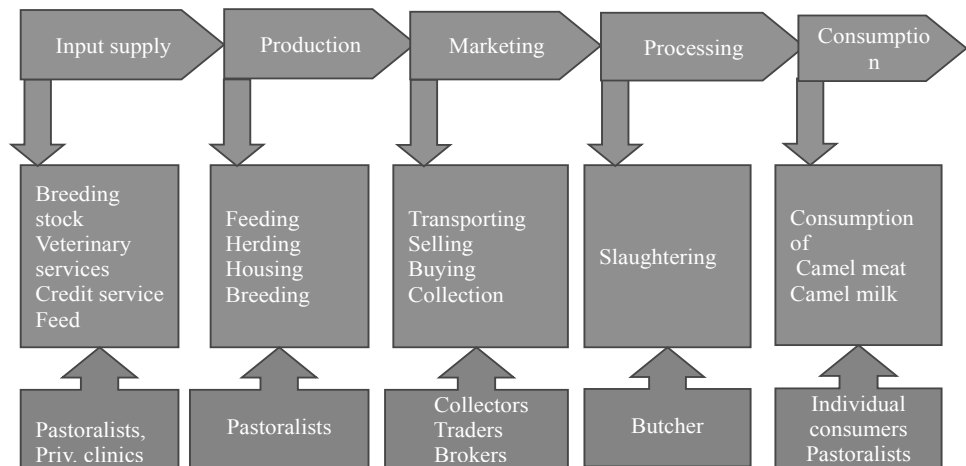 Input supply
Production
Marketing
Processing
Consumptio
n
Breeding
stock
Veterinary
services
Credit service
Feed
Feeding
Herding
Housing
Breeding
Transporting
Selling
Buying
Collection
Slaughtering
Consumption
of
Camel meat
Camel milk
Pastoralists,
Priv. clinics
Pastoralists
Collectors
Traders
Brokers
Butcher
Individual
consumers
Pastoralists